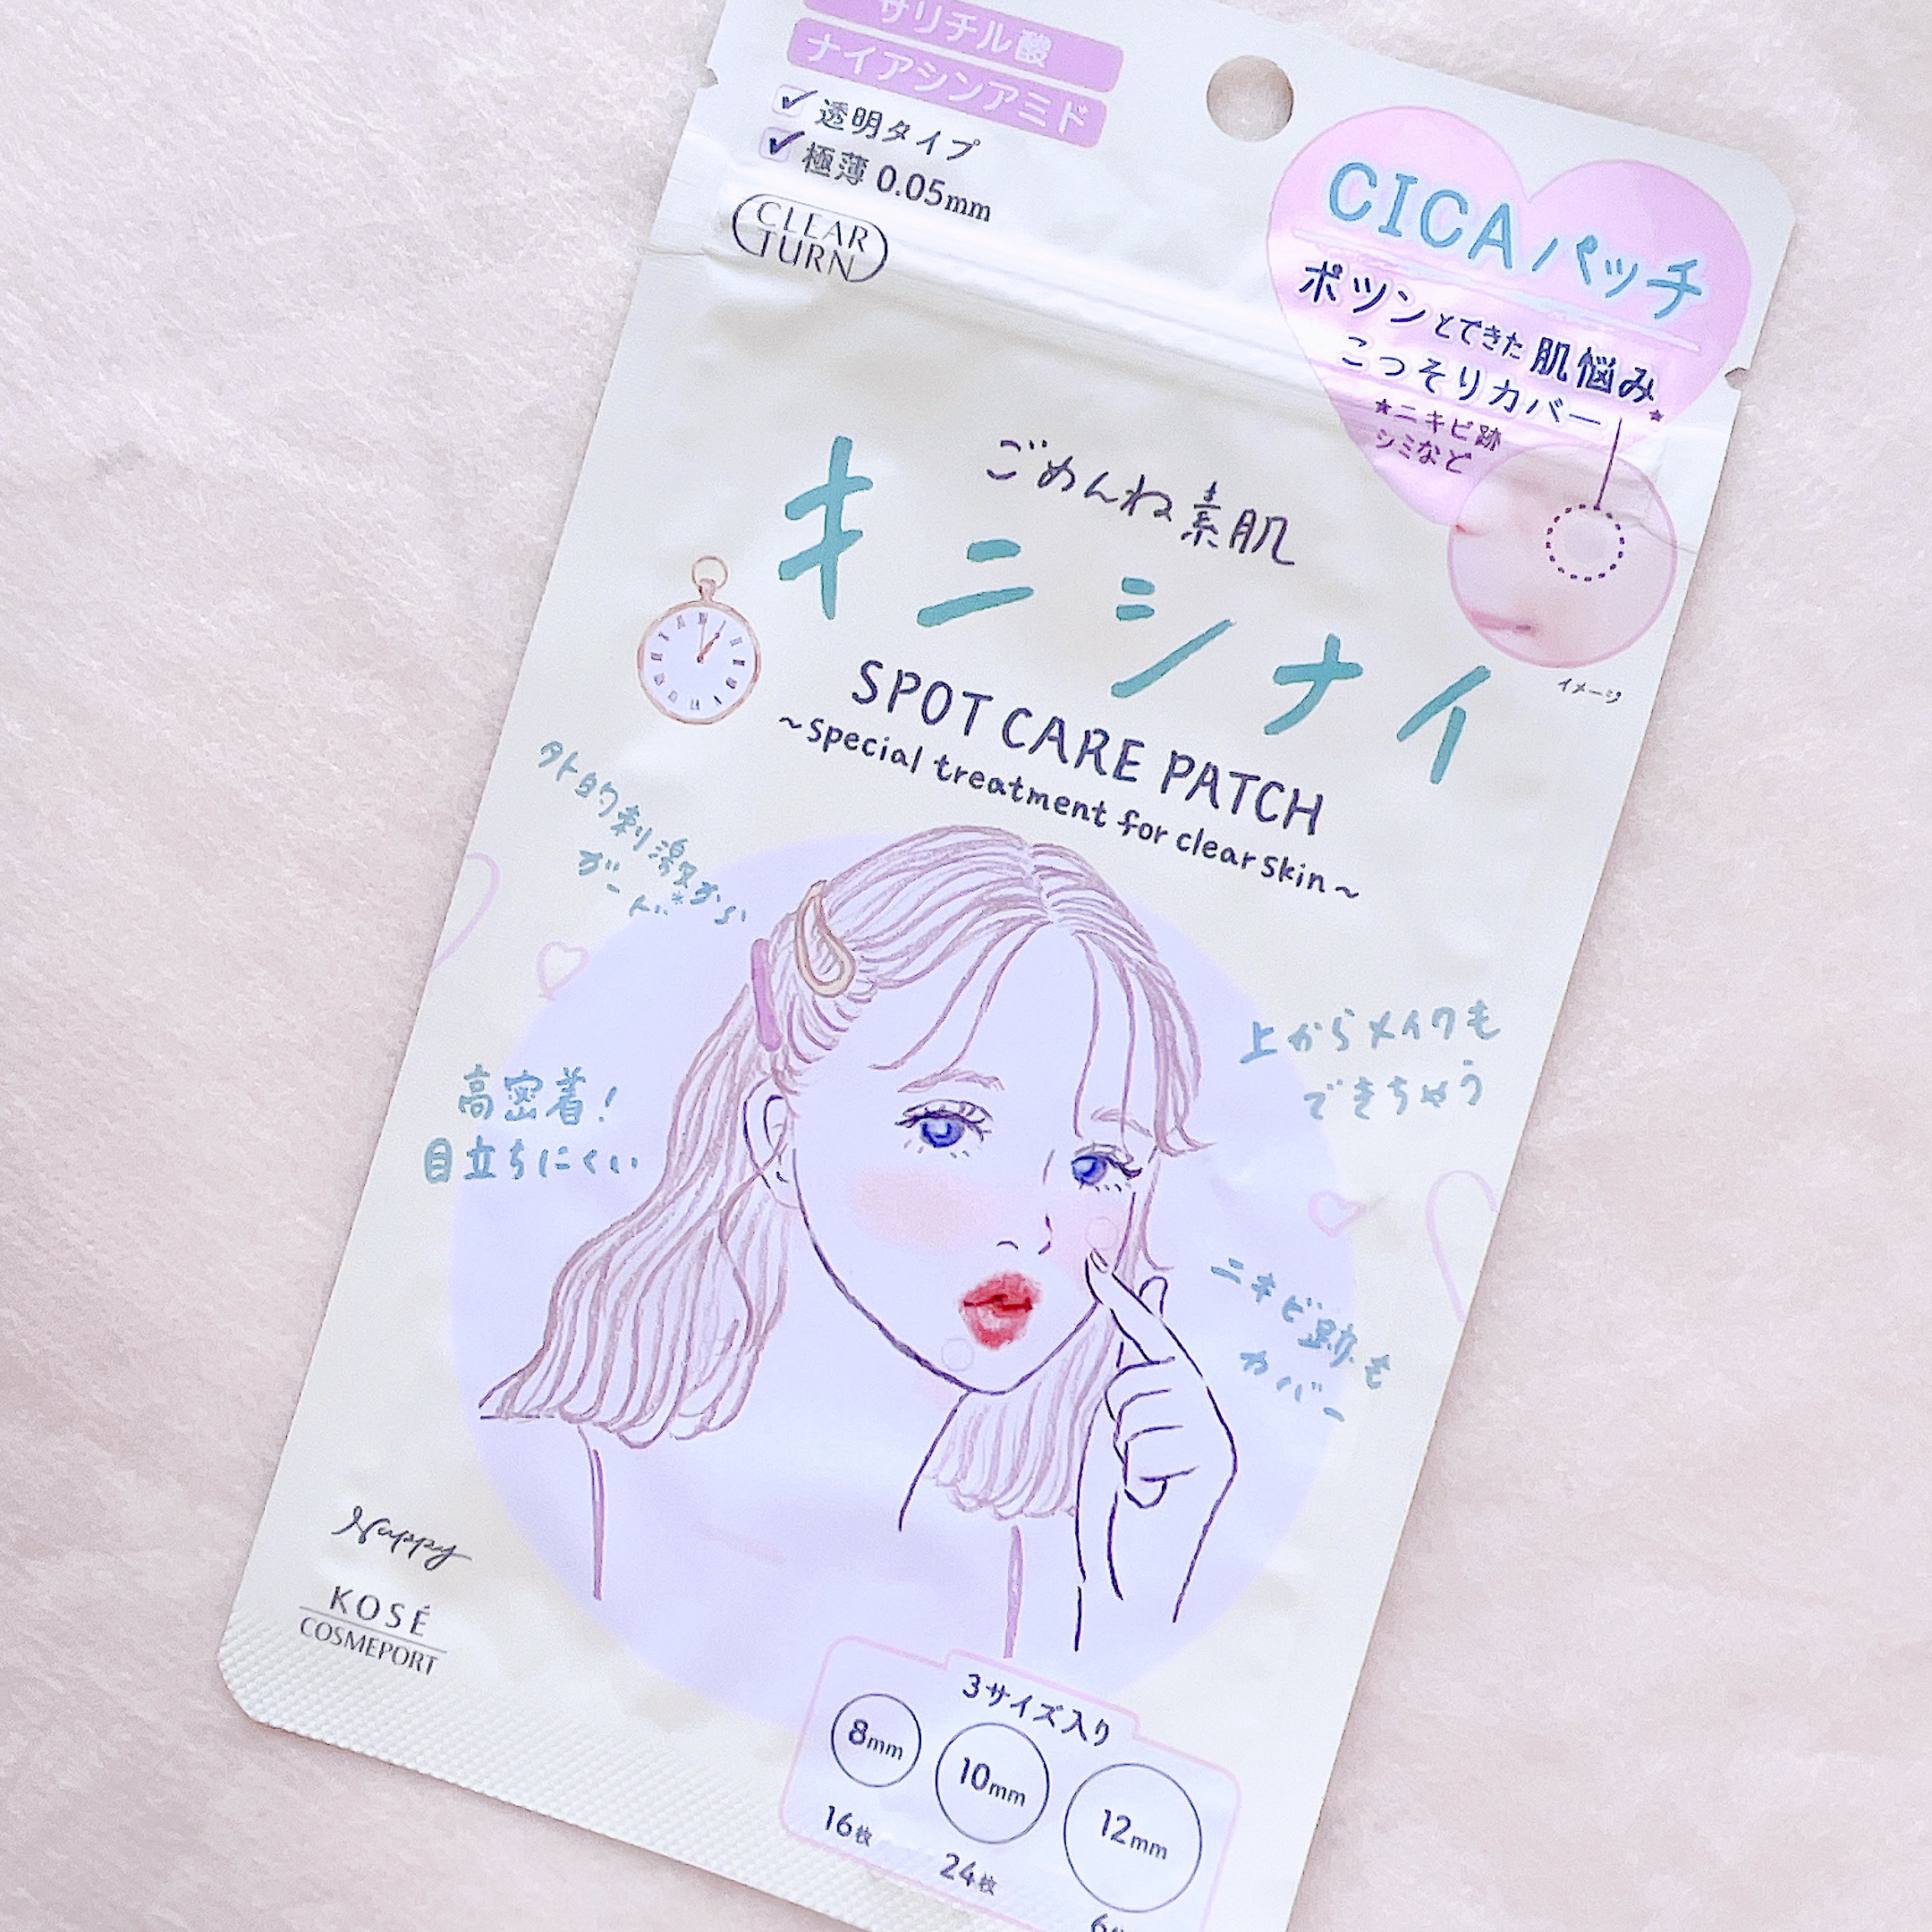 サリチル酸
ナイアシンアミド
透明タイプ
極薄 0.05mm
CLEAR
TURN
CICAパッチ
ポツンとできた肌悩み★
こっそりカバー
★ニキビ跡
シミなど
イメージ
ごめんね素肌
キニシナイ
SPOT CARE PATCH
~special treatment for clear skin~
外的刺激から
ガード*
高密着!
目立ちにくい
上からメイクも
できちゃう
ニキビ跡も
カバー
Happy
KOSÉ
COSMEPORT
3サイズ入り
8mm
10mm
12mm
16枚
24枚